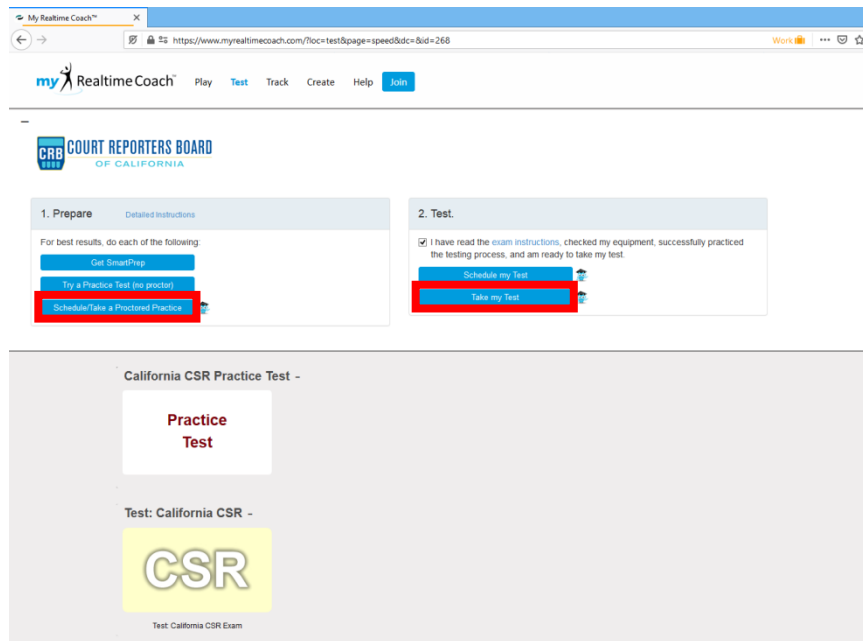 My Realtime Coach™
https://www.myrealtimecoach.com/?loc=test&page=speed&dc=&id=268
Work
my Realtime Coach™ Play Test Track Create Help Join
CRB COURT REPORTERS BOARD
OF CALIFORNIA
1. Prepare Detailed Instructions
For best results, do each of the following:
Get SmartPrep
Try a Practice Test (no proctor)
Schedule/Take a Proctored Practice
2. Test.
I have read the exam instructions, checked my equipment, successfully practiced
the testing process, and am ready to take my test.
Schedule my Test
Take my Test
California CSR Practice Test -
Practice
Test
Test: California CSR -
CSR
Test: California CSR Exam